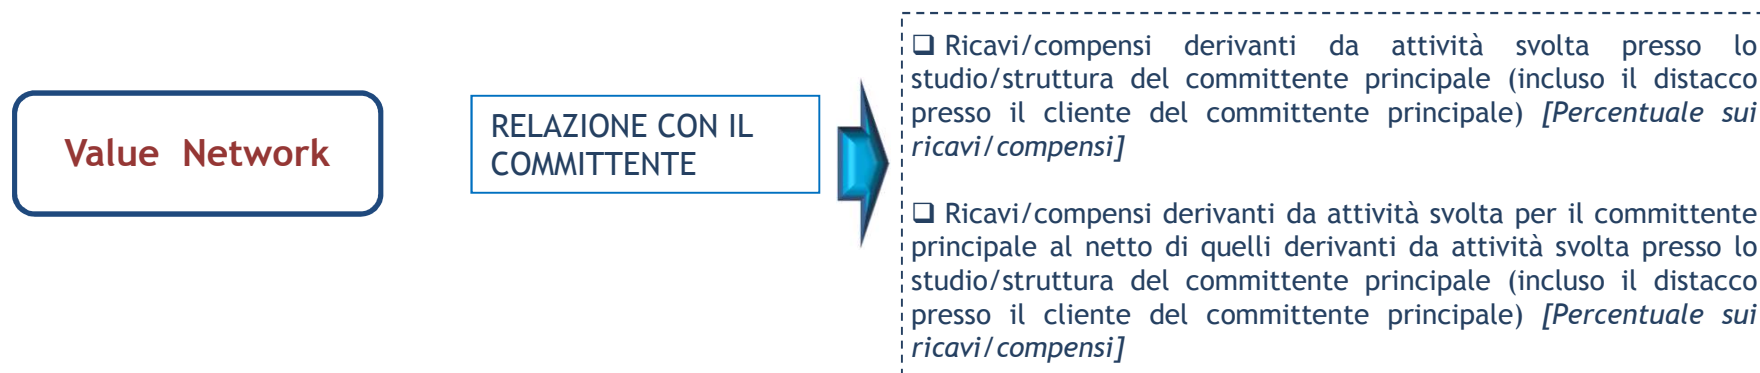 Value Network
RELAZIONE CON IL
COMMITTENTE
❑ Ricavi/compensi derivanti da attività svolta presso lo
studio/struttura del committente principale (incluso il distacco
presso il cliente del committente principale) [Percentuale sui
ricavi/compensi]
❑ Ricavi/compensi derivanti da attività svolta per il committente
principale al netto di quelli derivanti da attività svolta presso lo
studio/struttura del committente principale (incluso il distacco
presso il cliente del committente principale) [Percentuale sui
ricavi/compensi]